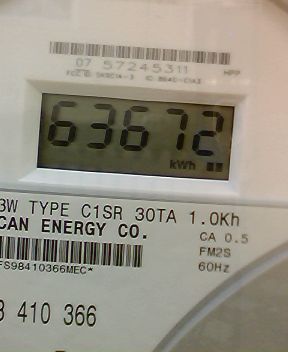 07 57245311
HPP
63672
kWh
3W TYPE C1SR 30TA 1.0Kh
CAN ENERGY CO.
CA 0.5
FM2S
60Hz
FS98410366MEC*
410 366